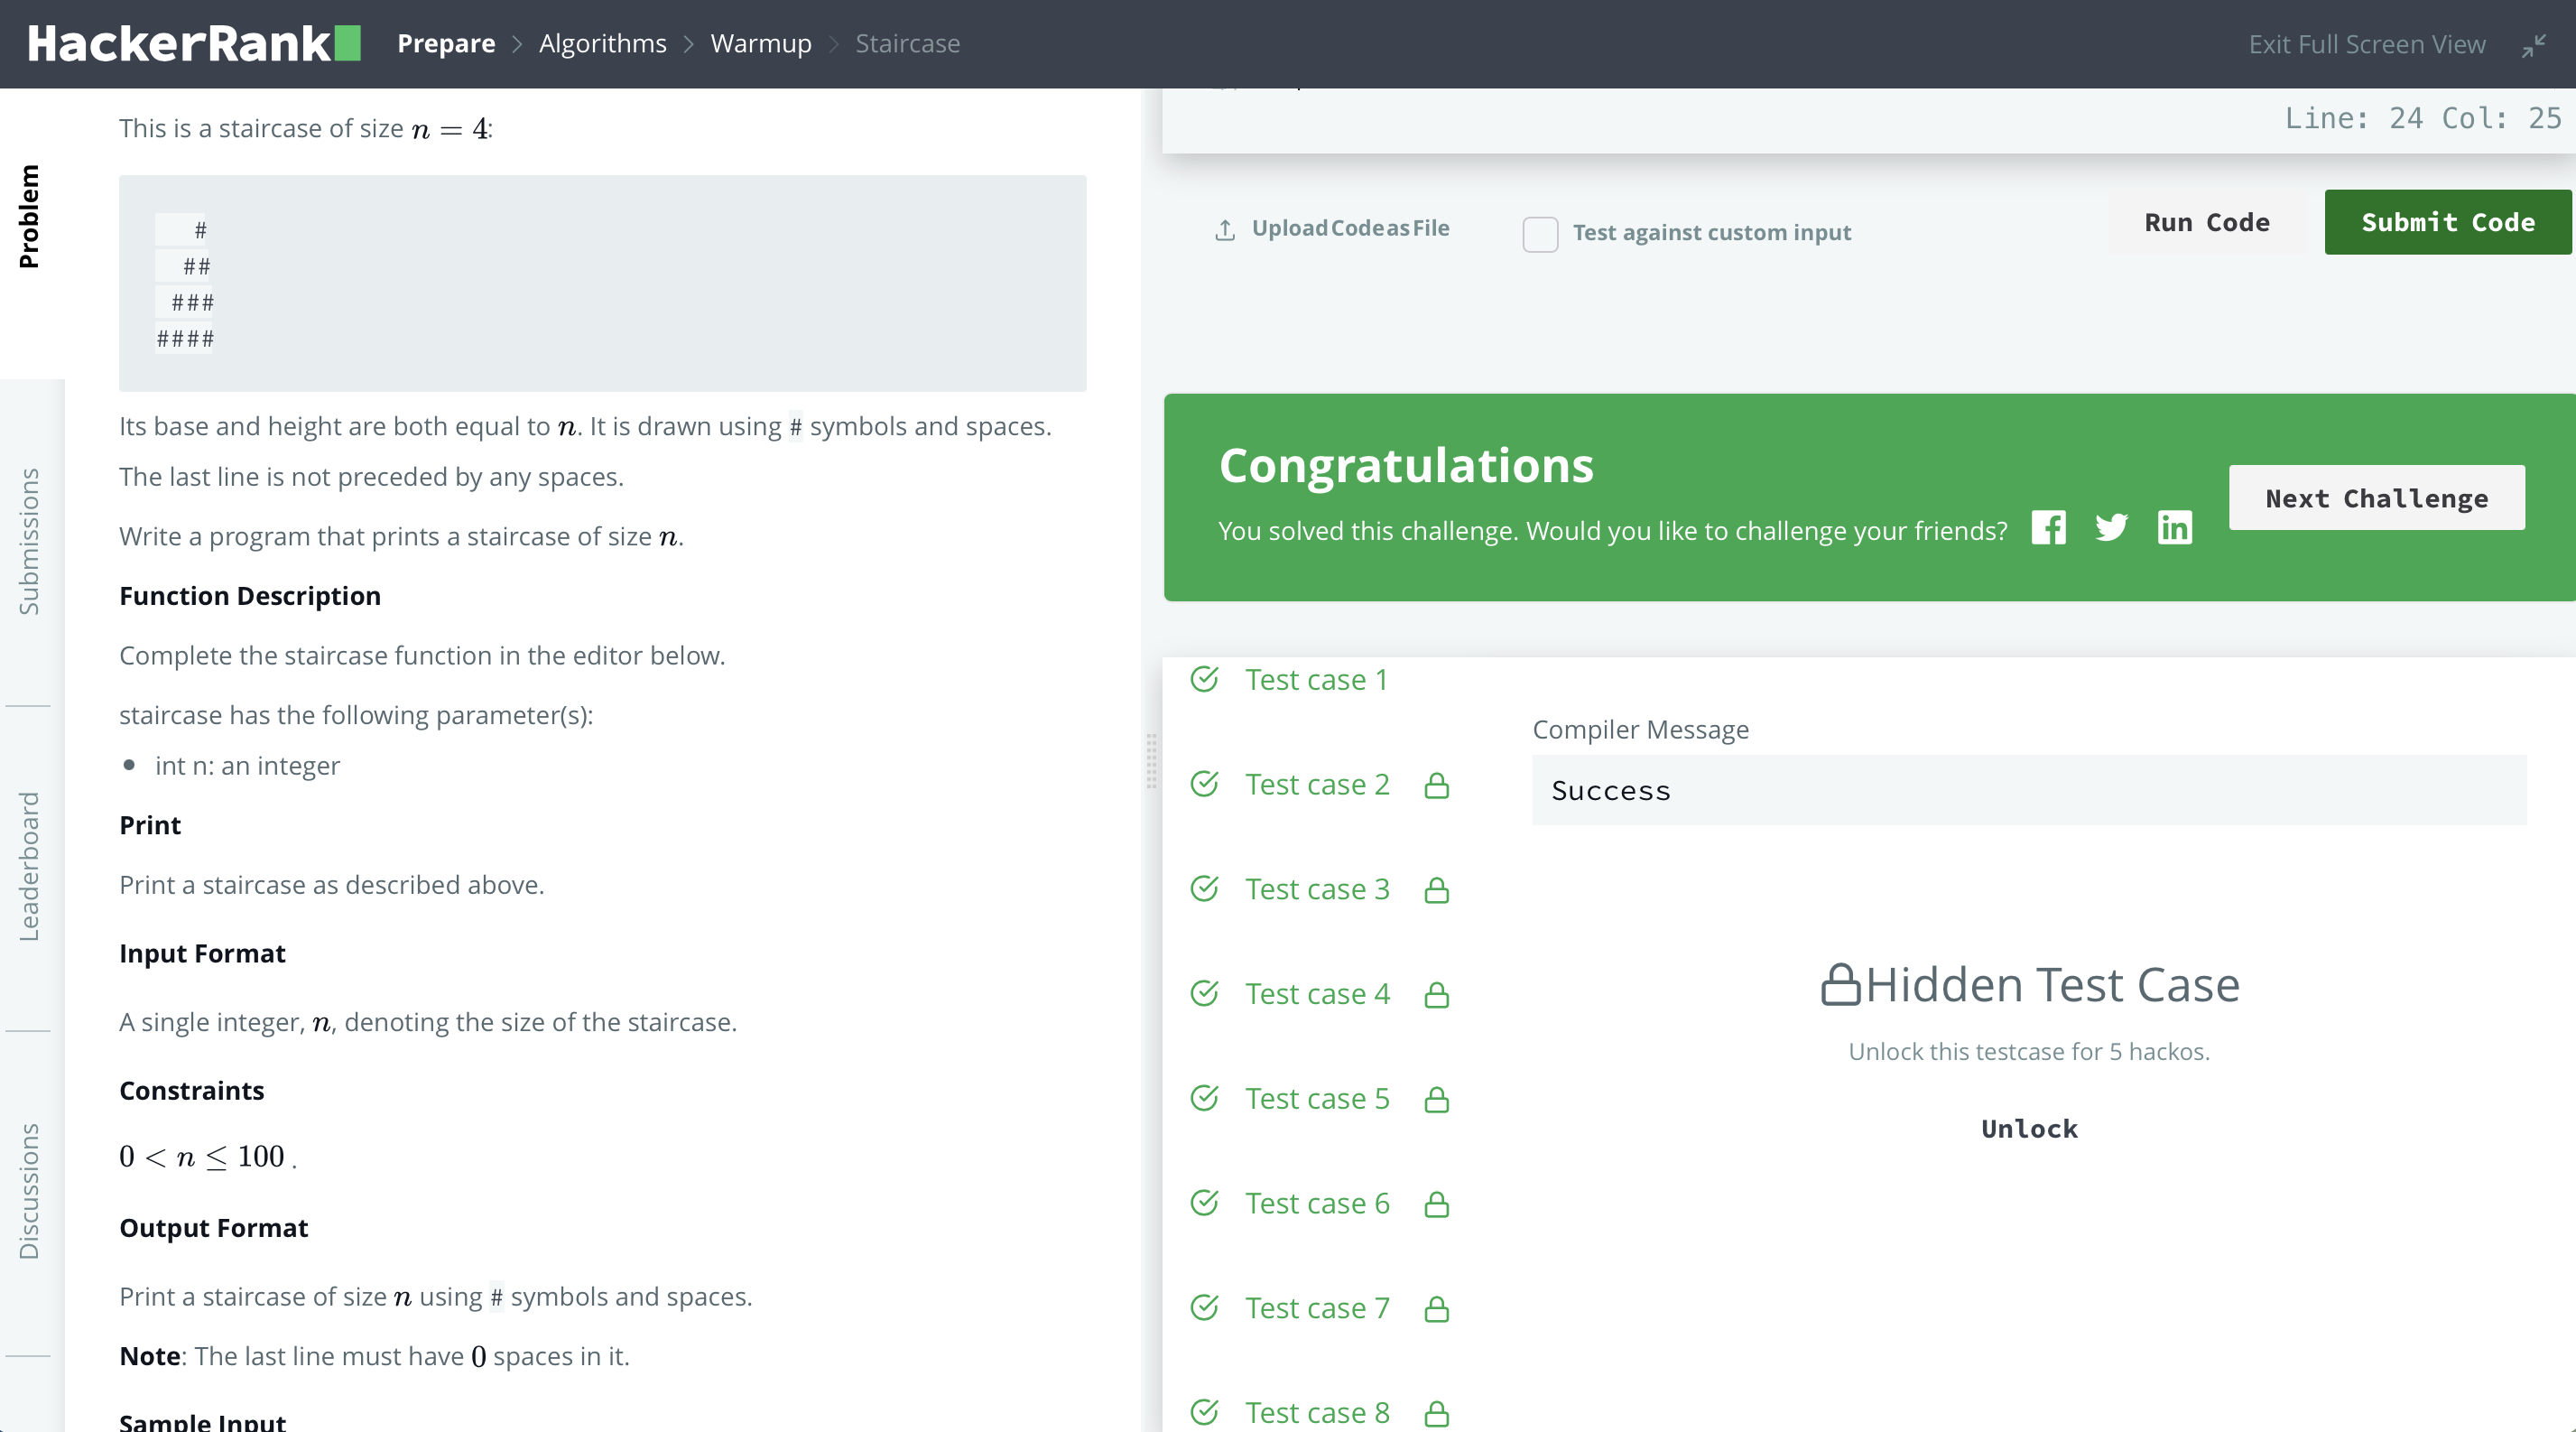 HackerRank Prepare > Algorithms > Warmup > Staircase Exit Full Screen View
Problem
Submissions
Leaderboard
Discussions
This is a staircase of size n = 4:
   #
  ##
 ###
####
Its base and height are both equal to n. It is drawn using # symbols and spaces.
The last line is not preceded by any spaces.
Write a program that prints a staircase of size n.
Function Description
Complete the staircase function in the editor below.
staircase has the following parameter(s):
• int n: an integer
Print
Print a staircase as described above.
Input Format
A single integer, n, denoting the size of the staircase.
Constraints
0 < n ≤ 100 .
Output Format
Print a staircase of size n using # symbols and spaces.
Note: The last line must have 0 spaces in it.
Sample Input
Line: 24 Col: 25
Upload Code as File
Test against custom input
Run Code
Submit Code
Congratulations
You solved this challenge. Would you like to challenge your friends?
Next Challenge
Test case 1
Test case 2
Test case 3
Test case 4
Test case 5
Test case 6
Test case 7
Test case 8
Compiler Message
Success
Hidden Test Case
Unlock this testcase for 5 hackos.
Unlock